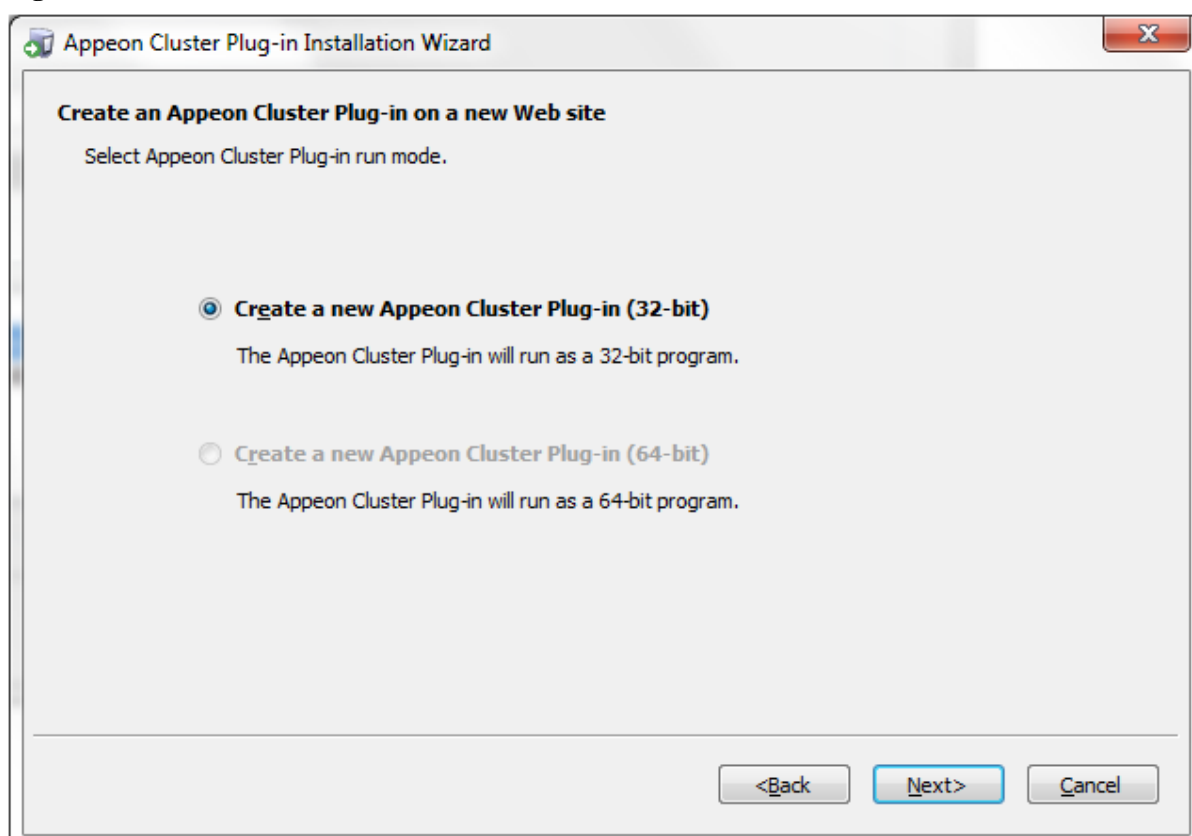 Appeon Cluster Plug-in Installation Wizard
Create an Appeon Cluster Plug-in on a new Web site
Select Appeon Cluster Plug-in run mode.
Create a new Appeon Cluster Plug-in (32-bit)
The Appeon Cluster Plug-in will run as a 32-bit program.
Create a new Appeon Cluster Plug-in (64-bit)
The Appeon Cluster Plug-in will run as a 64-bit program.
<Back Next> Cancel